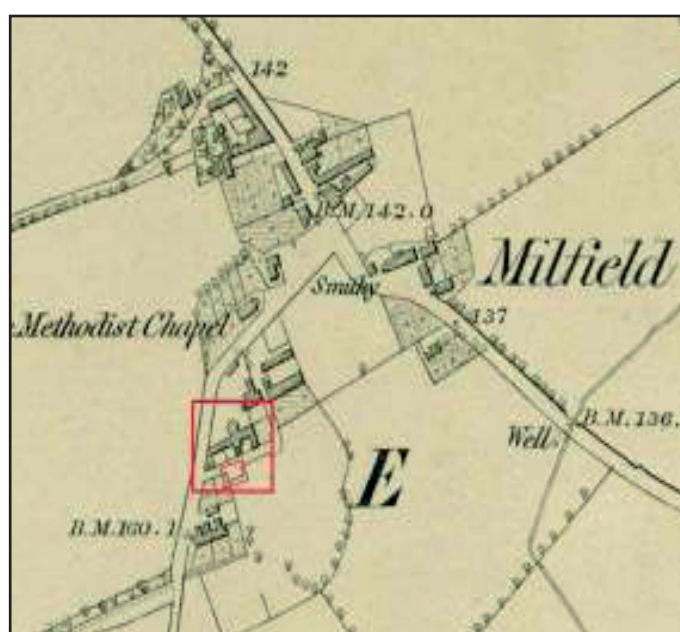 142
B.M.142.0
Milfield
Smithy
Methodist Chapel
137
B.M.136.
Well
E
B.M.160.1